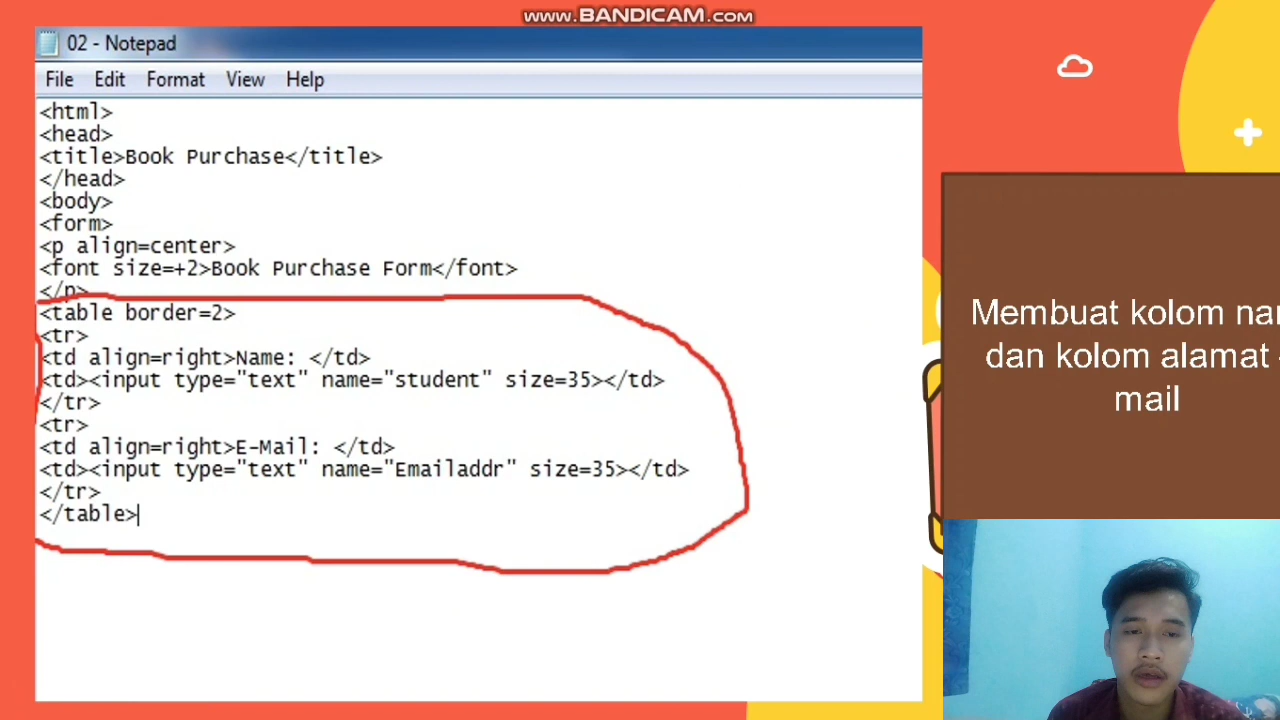 www.BANDICAM.com
02 - Notepad
File Edit Format View Help
<html>
<head>
<title>Book Purchase</title>
</head>
<body>
<form>
<p align=center>
<font size=+2>Book Purchase Form</font>
</p>
<table border=2>
<tr>
<td align=right>Name: </td>
<td><input type="text" name="student" size=35></td>
</tr>
<tr>
<td align=right>E-Mail: </td>
<td><input type="text" name="Emailaddr" size=35></td>
</tr>
</table>
Membuat kolom
dan kolom alamat
mail